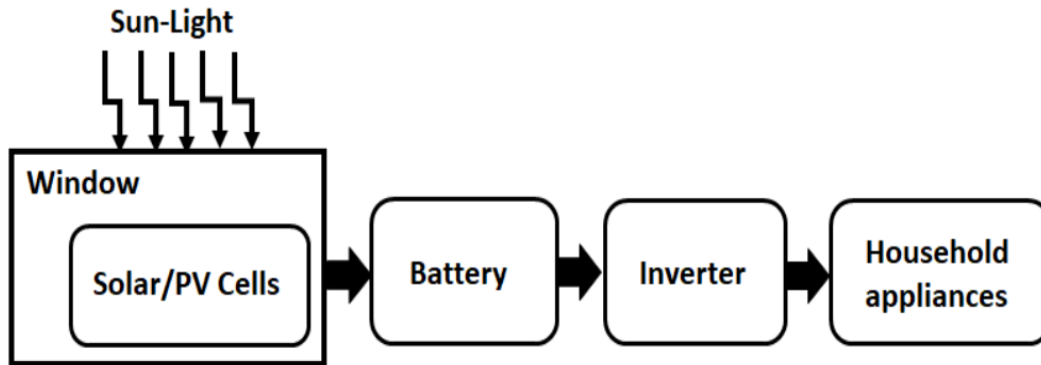 Sun-Light
Window
Solar/PV Cells
Battery
Inverter
Household
appliances